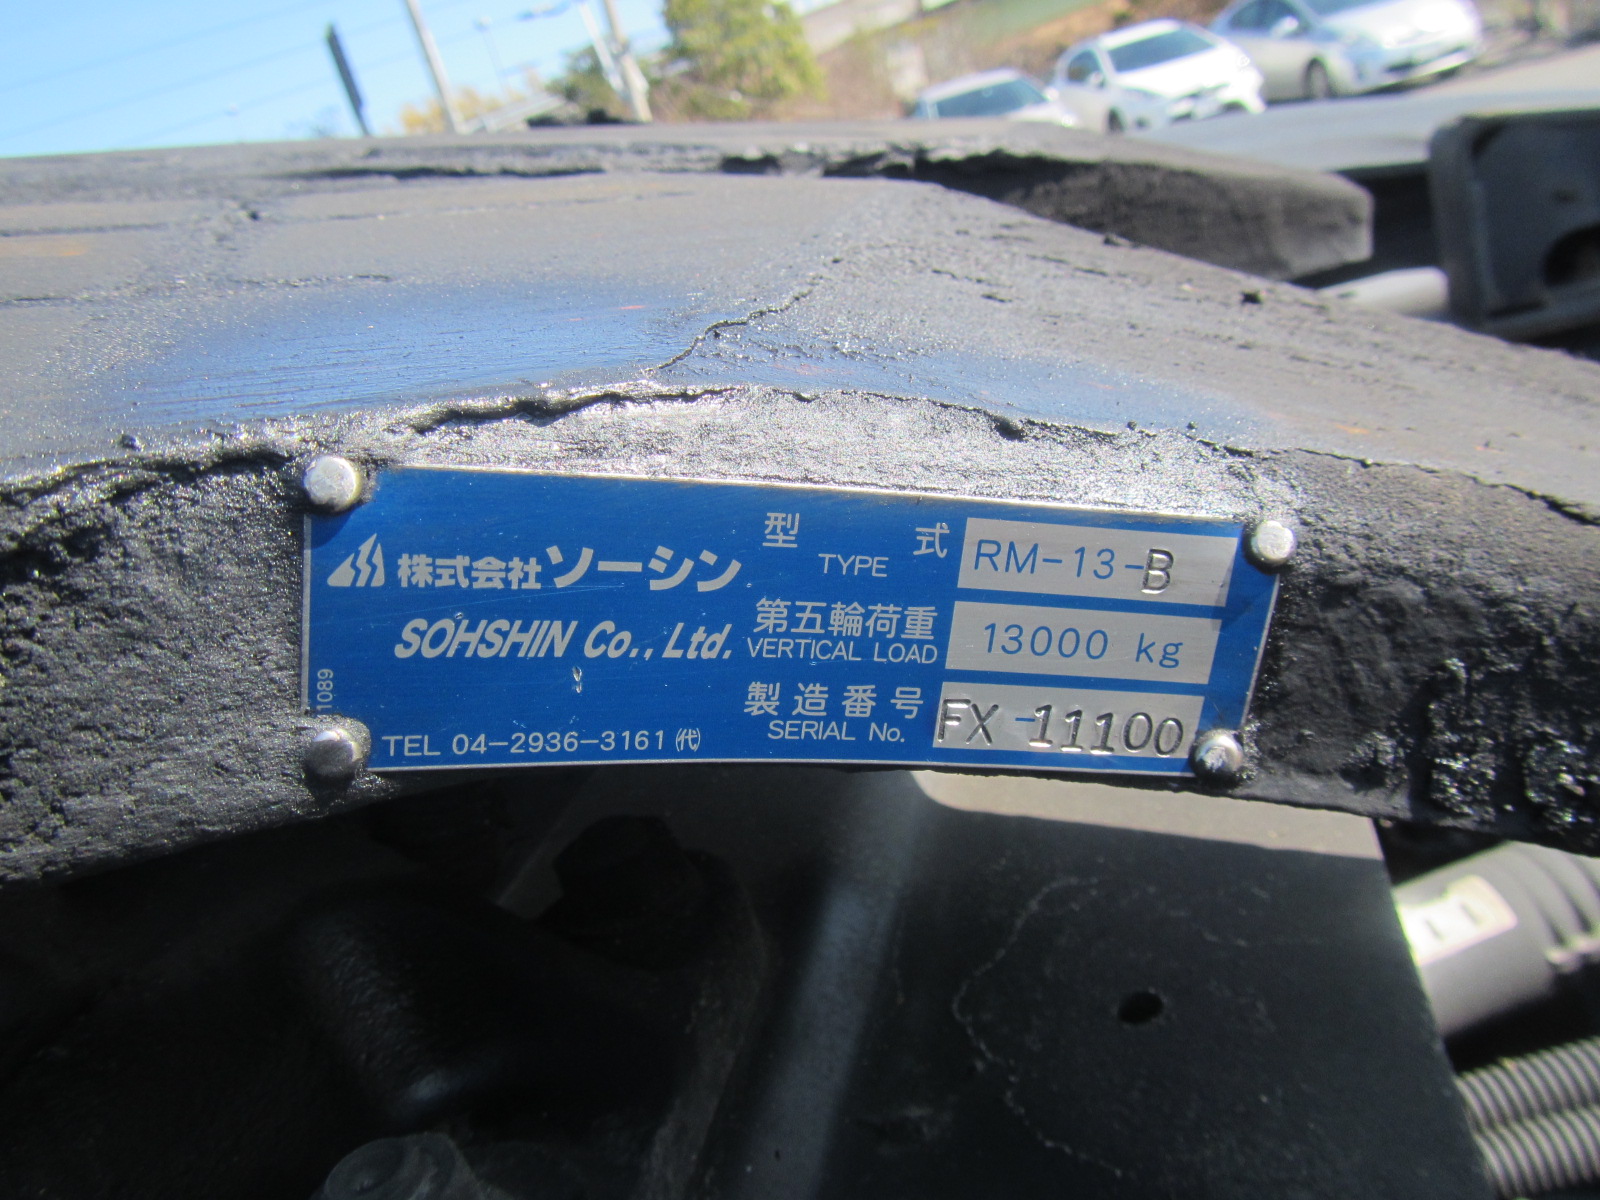 株式会社ソーシン
SOHSHIN Co., Ltd.
型 式 RM-13-B
TYPE
第五輪荷重 13000 kg
VERTICAL LOAD
製造番号 FX-11100
SERIAL No.
TEL 04-2936-3161 ㈹
1089